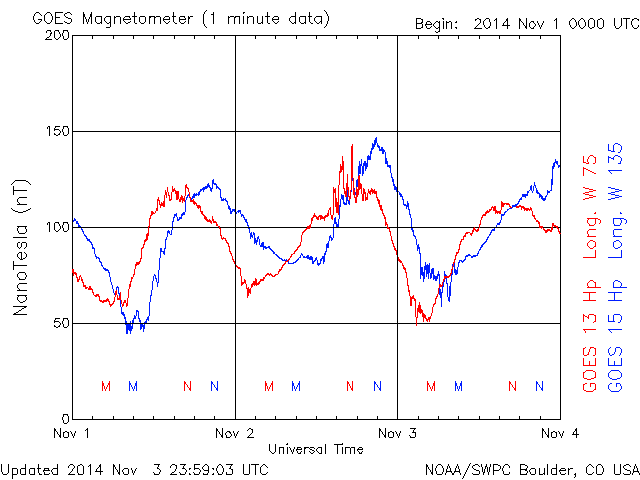 GOES Magnetometer (1 minute data)
Begin: 2014 Nov 1 0000 UTC
200
150
100
50
0
NanoTesla (nT)
M M N N M M N N M M N N
Nov 1 Nov 2 Nov 3 Nov 4
Universal Time
GOES 13 Hp Long. W 75
GOES 15 Hp Long. W 135
Updated 2014 Nov 3 23:59:03 UTC
NOAA/SWPC Boulder, CO USA